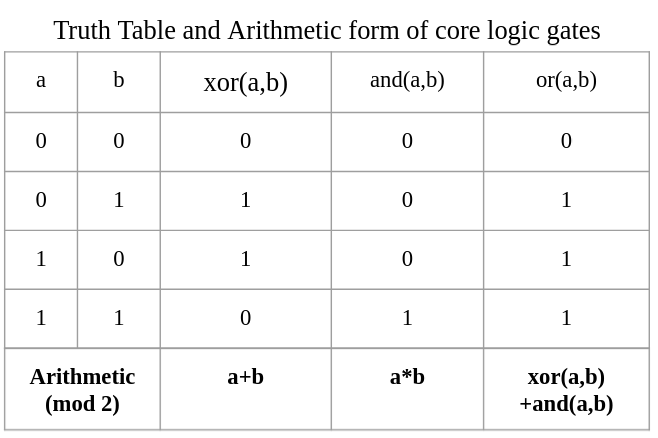 Truth Table and Arithmetic form of core logic gates
a b xor(a,b) and(a,b) or(a,b)
0 0 0 0 0
0 1 1 0 1
1 0 1 0 1
1 1 0 1 1
Arithmetic a+b a*b xor(a,b)
(mod 2) +and(a,b)